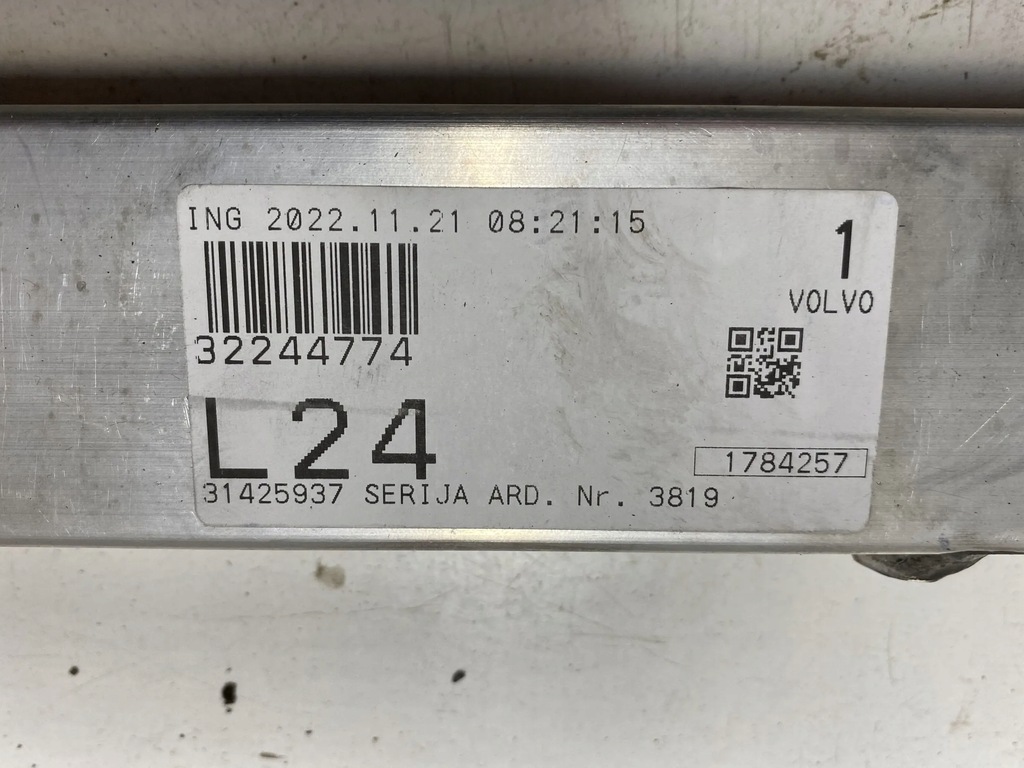 ING 2022.11.21 08:21:15
1
VOLVO
32244774
L24
1784257
31425937 SERIJA ARD. Nr. 3819